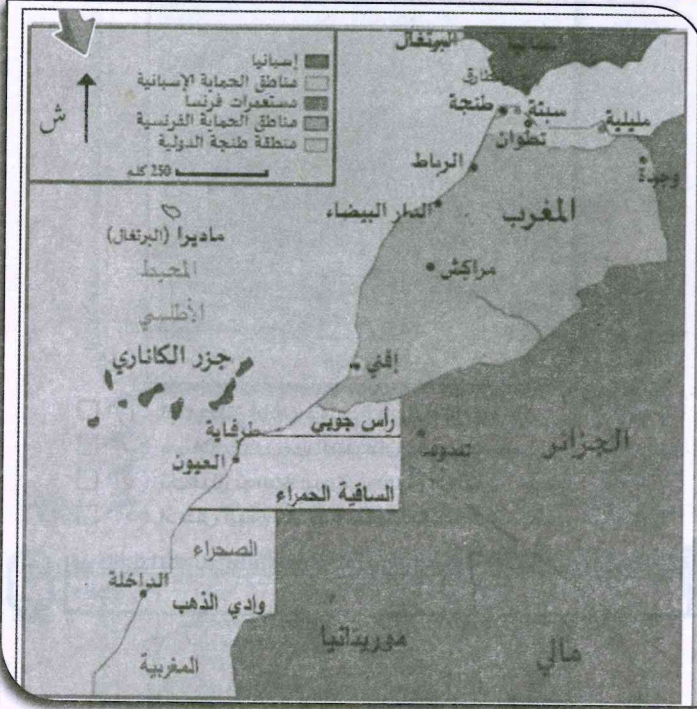 إسبانيا
مناطق الحماية الإسبانية
مستعمرات فرنسا
مناطق الحماية الفرنسية
منطقة طنجة الدولية
250 كلم
ش
البرتغال
طارق
طنجة
سبتة
مليلية
تطوان
وجدة
الرباط
الدار البيضاء
المغرب
مراكش
ماديرا (البرتغال)
المحيط
الأطلسي
جزر الكاناري
إفني
رأس جوبي
طرفاية
العيون
تندوف
الجزائر
الساقية الحمراء
الصحراء
الداخلة
وادي الذهب
المغربية
موريتانيا
مالي